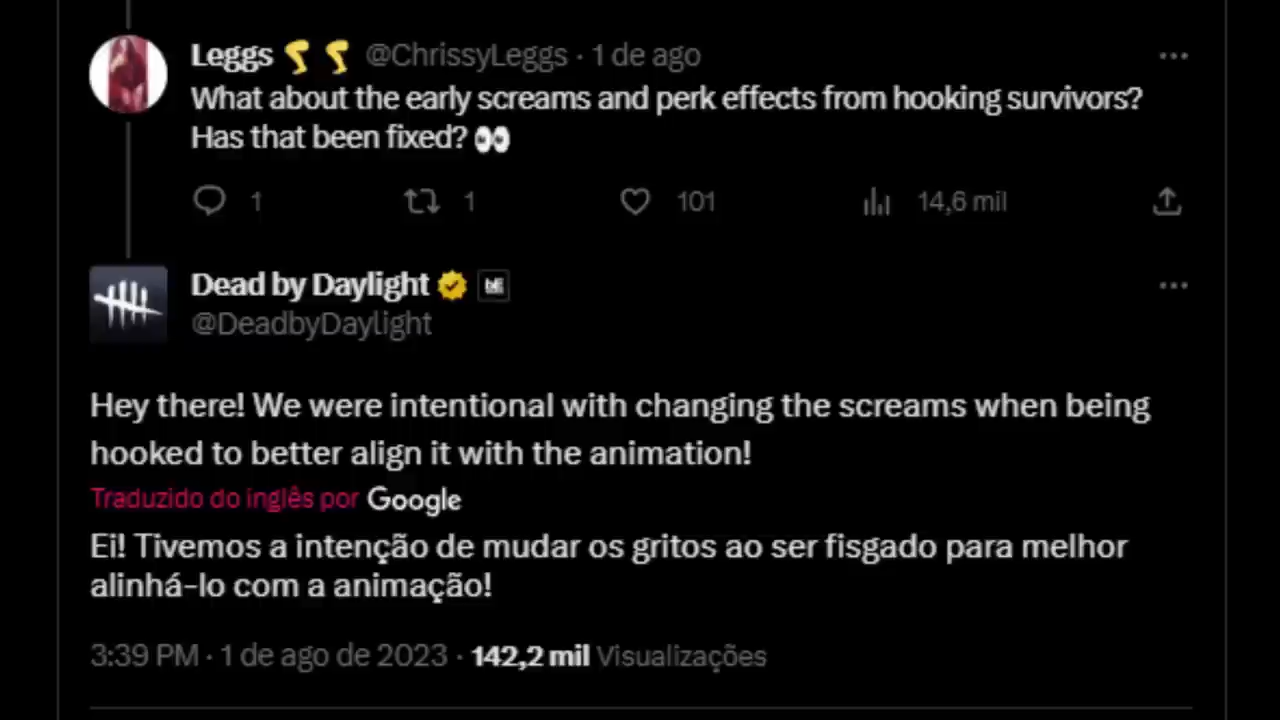 Leggs @ChrissyLeggs · 1 de ago
What about the early screams and perk effects from hooking survivors?
Has that been fixed? 👀
1 1 101 14,6 mil
Dead by Daylight
@DeadbyDaylight
Hey there! We were intentional with changing the screams when being
hooked to better align it with the animation!
Traduzido do inglês por Google
Ei! Tivemos a intenção de mudar os gritos ao ser fisgado para melhor
alinhá-lo com a animação!
3:39 PM · 1 de ago de 2023 · 142,2 mil Visualizações